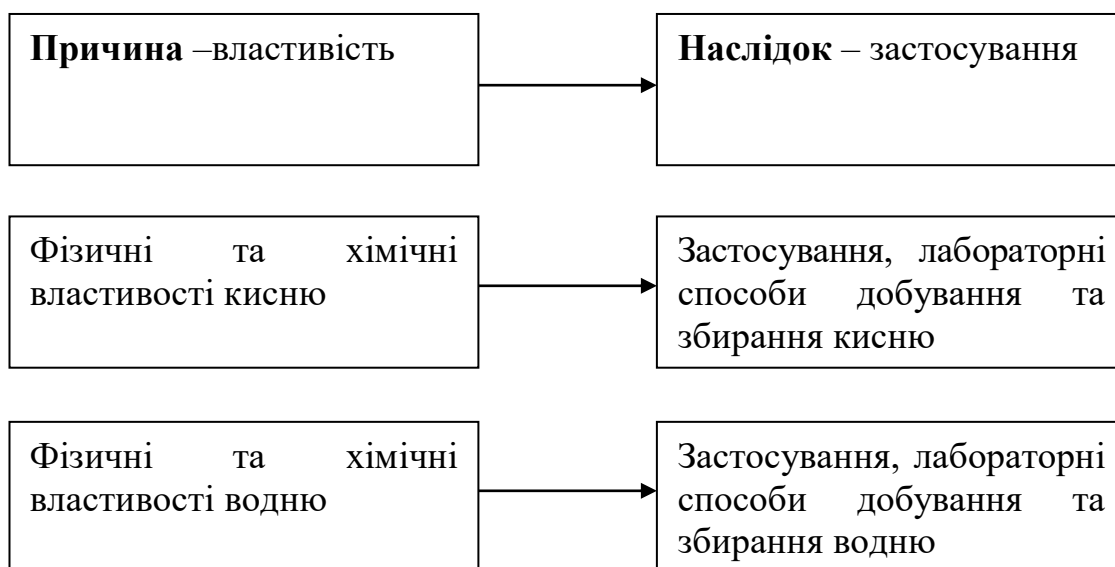 Причина –властивість
Наслідок – застосування
Фізичні та хімічні
властивості кисню
Застосування, лабораторні
способи добування та
збирання кисню
Фізичні та хімічні
властивості водню
Застосування, лабораторні
способи добування та
збирання водню